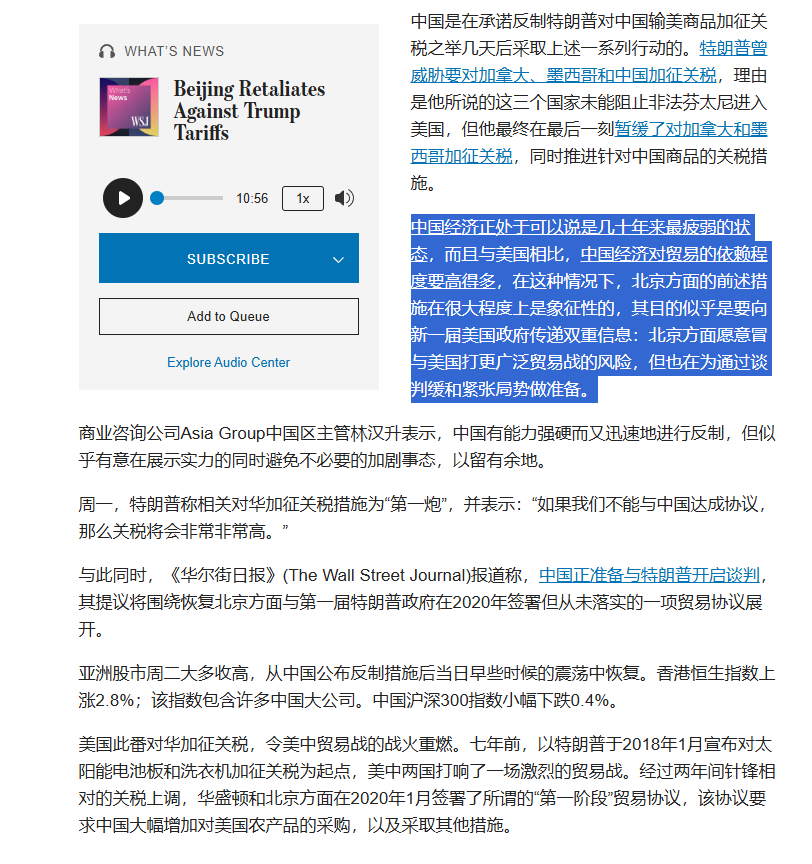 WHAT'S NEWS
What's
News
WSJ
Beijing Retaliates
Against Trump
Tariffs
10:56
1x
SUBSCRIBE
Add to Queue
Explore Audio Center
中国是在承诺反制特朗普对中国输美商品加征关
税之举几天后采取上述一系列行动的。特朗普曾
威胁要对加拿大、墨西哥和中国加征关税，理由
是他所说的这三个国家未能阻止非法芬太尼进入
美国，但他最终在最后一刻暂缓了对加拿大和墨
西哥加征关税，同时推进针对中国商品的关税措
施。
中国经济正处于可以说是几十年来最疲弱的状
态，而且与美国相比，中国经济对贸易的依赖程
度要高得多，在这种情况下，北京方面的前述措
施在很大程度上是象征性的，其目的似乎是要向
新一届美国政府传递双重信息：北京方面愿意冒
与美国打更广泛贸易战的风险，但也在为通过谈
判缓和紧张局势做准备。
商业咨询公司Asia Group中国区主管林汉升表示，中国有能力强硬而又迅速地进行反制，但似
乎有意在展示实力的同时避免不必要的加剧事态，以留有余地。
周一，特朗普称相关对华加征关税措施为“第一炮”，并表示：“如果我们不能与中国达成协议，
那么关税将会非常非常高。”
与此同时，《华尔街日报》(The Wall Street Journal)报道称，中国正准备与特朗普开启谈判，
其提议将围绕恢复北京方面与第一届特朗普政府在2020年签署但从未落实的一项贸易协议展
开。
亚洲股市周二大多收高，从中国公布反制措施后当日早些时候的震荡中恢复。香港恒生指数上
涨2.8%；该指数包含许多中国大公司。中国沪深300指数小幅下跌0.4%。
美国此番对华加征关税，令美中贸易战的战火重燃。七年前，以特朗普于2018年1月宣布对太
阳能电池板和洗衣机加征关税为起点，美中两国打响了一场激烈的贸易战。经过两年间针锋相
对的关税上调，华盛顿和北京方面在2020年1月签署了所谓的“第一阶段”贸易协议，该协议要
求中国大幅增加对美国农产品的采购，以及采取其他措施。